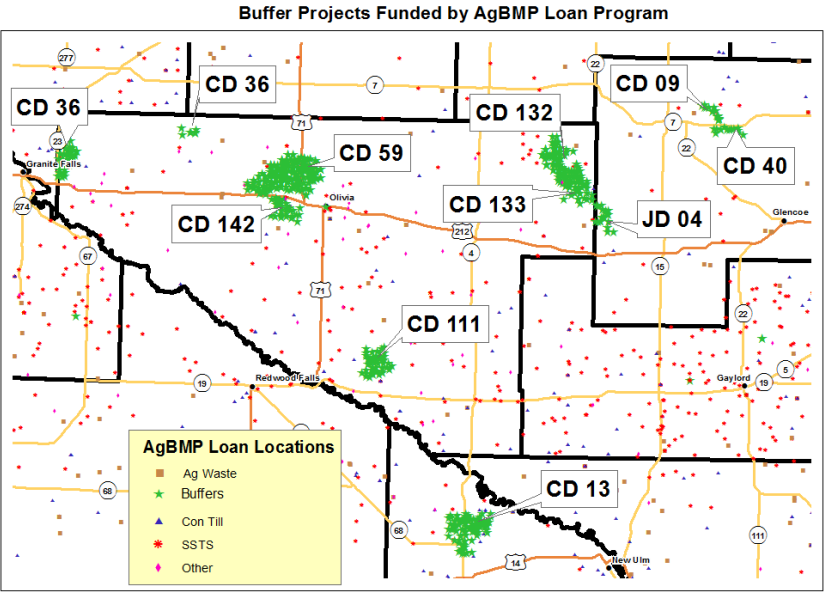 Buffer Projects Funded by AgBMP Loan Program
277
7
22
CD 36
CD 09
CD 36
CD 132
71
7
23
22
CD 59
CD 40
Granite Falls
CD 133
Olivia
JD 04
274
CD 142
Glencoe
212
67
4
15
71
22
CD 111
5
19
Redwood Falls
Gaylord
19
AgBMP Loan Locations
Ag Waste
Buffers
Con Till
SSTS
Other
68
CD 13
68
111
14
New Ulm